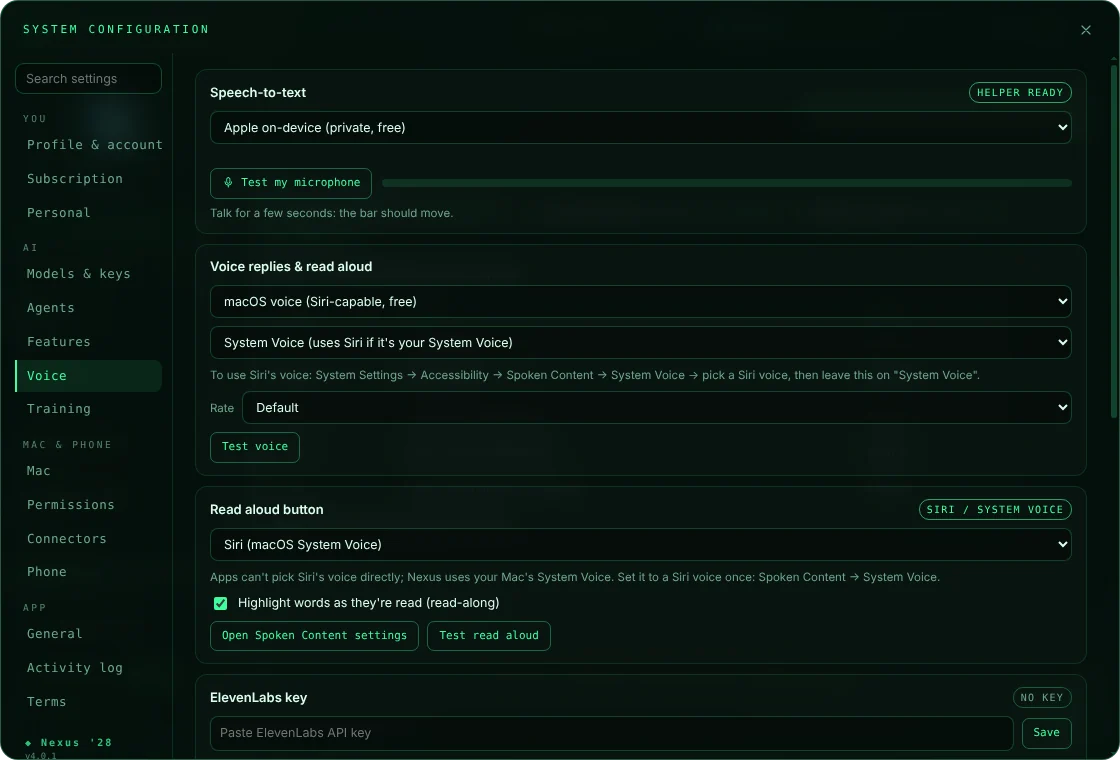 SYSTEM CONFIGURATION
Search settings
YOU
Profile & account
Subscription
Personal
AI
Models & keys
Agents
Features
Voice
Training
MAC & PHONE
Mac
Permissions
Connectors
Phone
APP
General
Activity log
Terms
◆ Nexus '28
v4.0.1
Speech-to-text
HELPER READY
Apple on-device (private, free)
Test my microphone
Talk for a few seconds: the bar should move.
Voice replies & read aloud
macOS voice (Siri-capable, free)
System Voice (uses Siri if it's your System Voice)
To use Siri's voice: System Settings → Accessibility → Spoken Content → System Voice → pick a Siri voice, then leave this on "System Voice".
Rate Default
Test voice
Read aloud button
SIRI / SYSTEM VOICE
Siri (macOS System Voice)
Apps can't pick Siri's voice directly; Nexus uses your Mac's System Voice. Set it to a Siri voice once: Spoken Content → System Voice.
Highlight words as they're read (read-along)
Open Spoken Content settings Test read aloud
ElevenLabs key
NO KEY
Paste ElevenLabs API key
Save